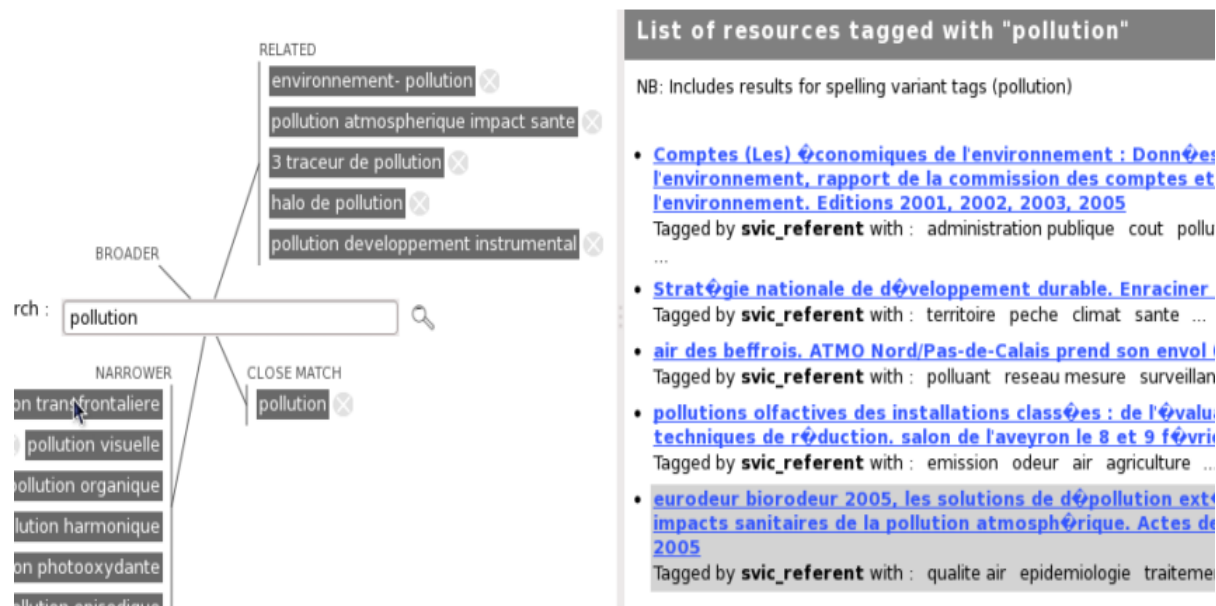 RELATED
environnement- pollution
pollution atmospherique impact sante
3 traceur de pollution
halo de pollution
pollution developpement instrumental
BROADER
rch :
pollution
NARROWER
on transfrontaliere
pollution visuelle
pollution organique
lution harmonique
on photooxydante
CLOSE MATCH
pollution
List of resources tagged with "pollution"
NB: Includes results for spelling variant tags (pollution)
• Comptes (Les) �conomiques de l'environnement : Donn�es
l'environnement, rapport de la commission des comptes et
l'environnement. Editions 2001, 2002, 2003, 2005
Tagged by svic_referent with : administration publique cout pollu
...
• Strat�gie nationale de d�veloppement durable. Enraciner
Tagged by svic_referent with : territoire peche climat sante ...
• air des beffrois. ATMO Nord/Pas-de-Calais prend son envol
Tagged by svic_referent with : polluant reseau mesure surveillan
• pollutions olfactives des installations class�es : de l'�valua
techniques de r�duction. salon de l'aveyron le 8 et 9 f�vrie
Tagged by svic_referent with : emission odeur air agriculture ...
• eurodeur biorodeur 2005, les solutions de d�pollution ext�
impacts sanitaires de la pollution atmosph�rique. Actes de
2005
Tagged by svic_referent with : qualite air epidemiologie traitemen